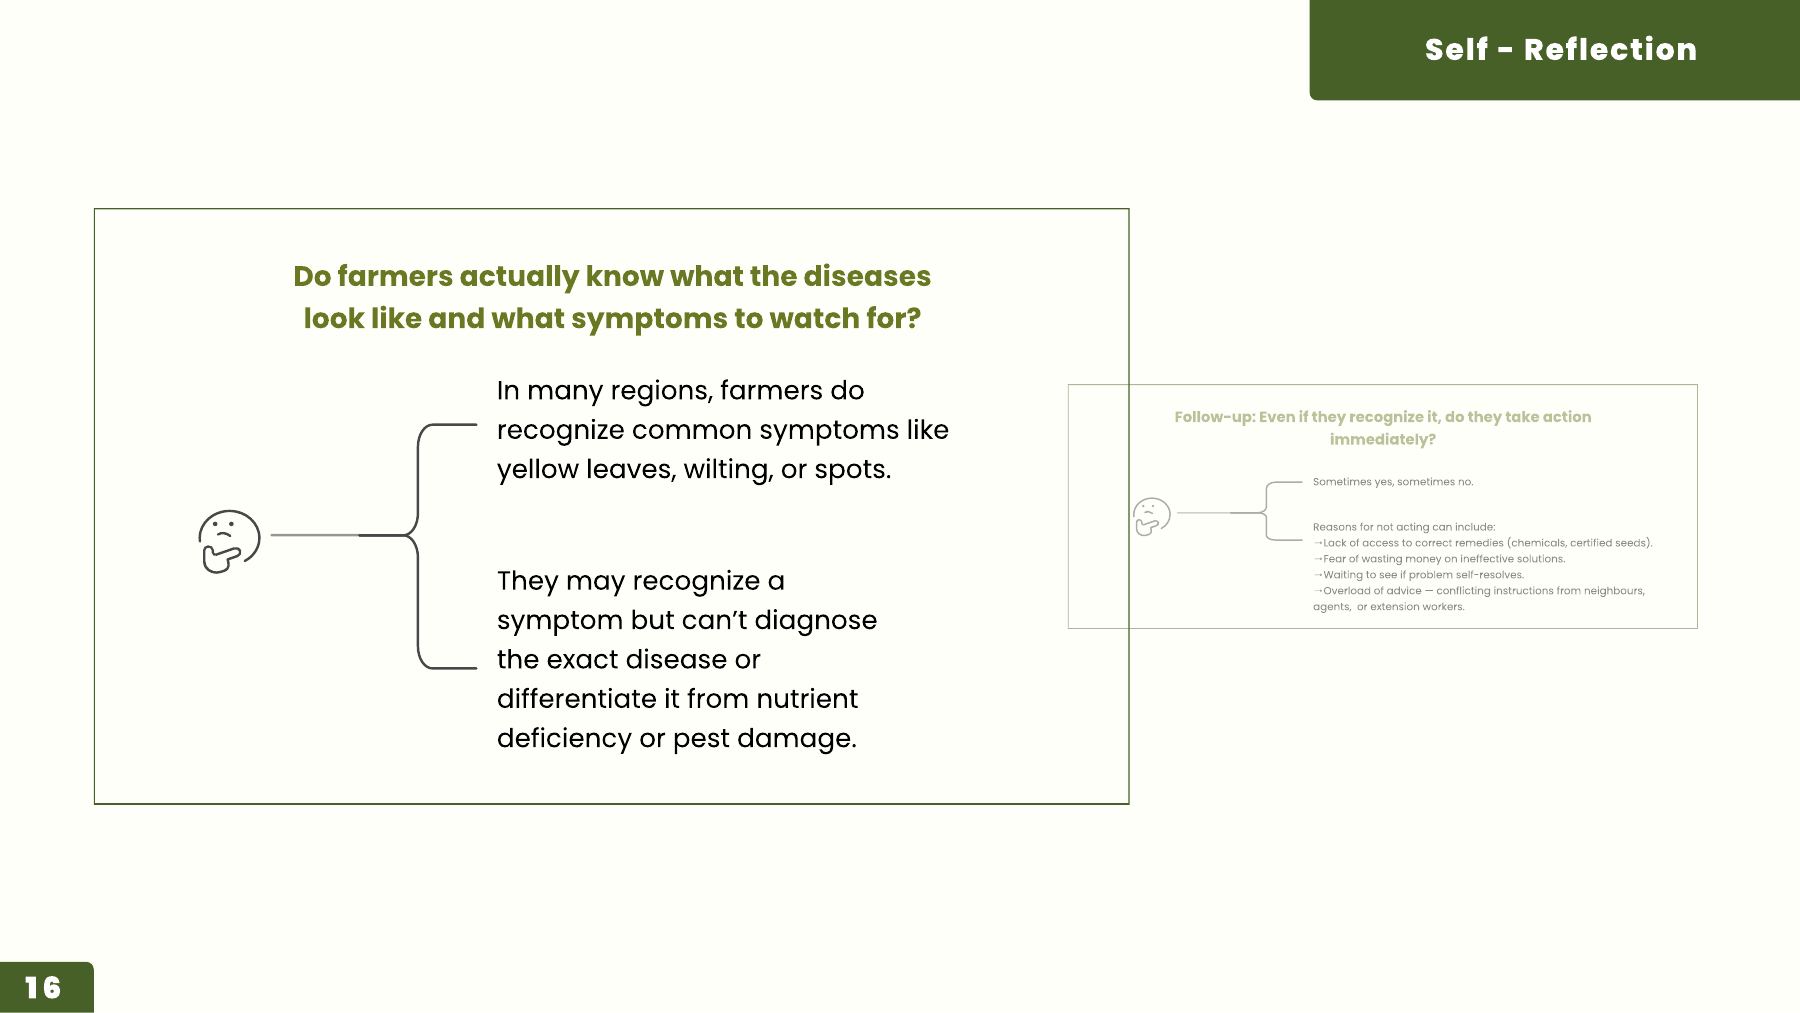 Self - Reflection
Do farmers actually know what the diseases
look like and what symptoms to watch for?
In many regions, farmers do
recognize common symptoms like
yellow leaves, wilting, or spots.
They may recognize a
symptom but can’t diagnose
the exact disease or
differentiate it from nutrient
deficiency or pest damage.
Follow-up: Even if they recognize it, do they take action
immediately?
Sometimes yes, sometimes no.
Reasons for not acting can include:
→Lack of access to correct remedies (chemicals, certified seeds).
→Fear of wasting money on ineffective solutions.
→Waiting to see if problem self-resolves.
→Overload of advice — conflicting instructions from neighbours,
agents, or extension workers.
16